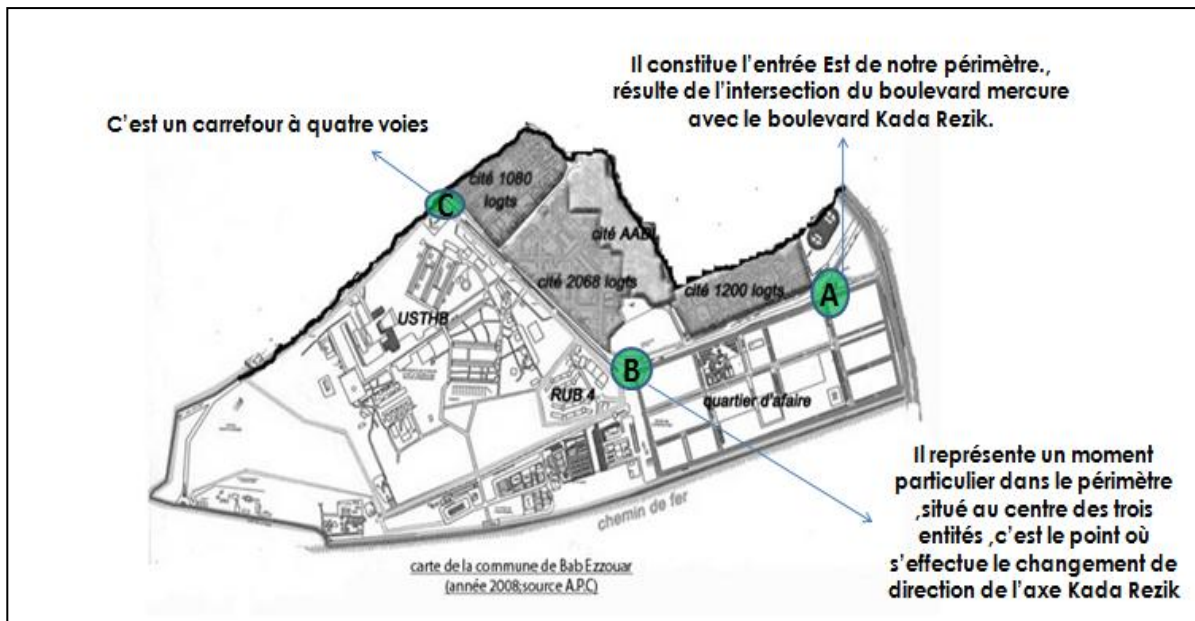 Il constitue l'entrée Est de notre périmètre.,
résulte de l'intersection du boulevard mercure
avec le boulevard Kada Rezik.
C'est un carrefour à quatre voies
cité 1080
logts
C
cité AADL
cité 2068 logts
cité 1200 logts
A
USTHB
B
RUB 4
quartier d'afaire
Il représente un moment
particulier dans le périmètre
,situé au centre des trois
entités ,c'est le point où
s'effectue le changement de
direction de l'axe Kada Rezik
chemin de fer
carte de la commune de Bab Ezzouar
(année 2008;source A.P.C)